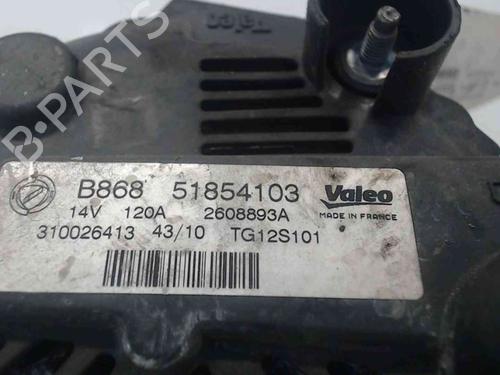 B-PARTS
B868 51854103
Valeo
14V 120A 2608893A
MADE IN FRANCE
310026413 43/10 TG12S101